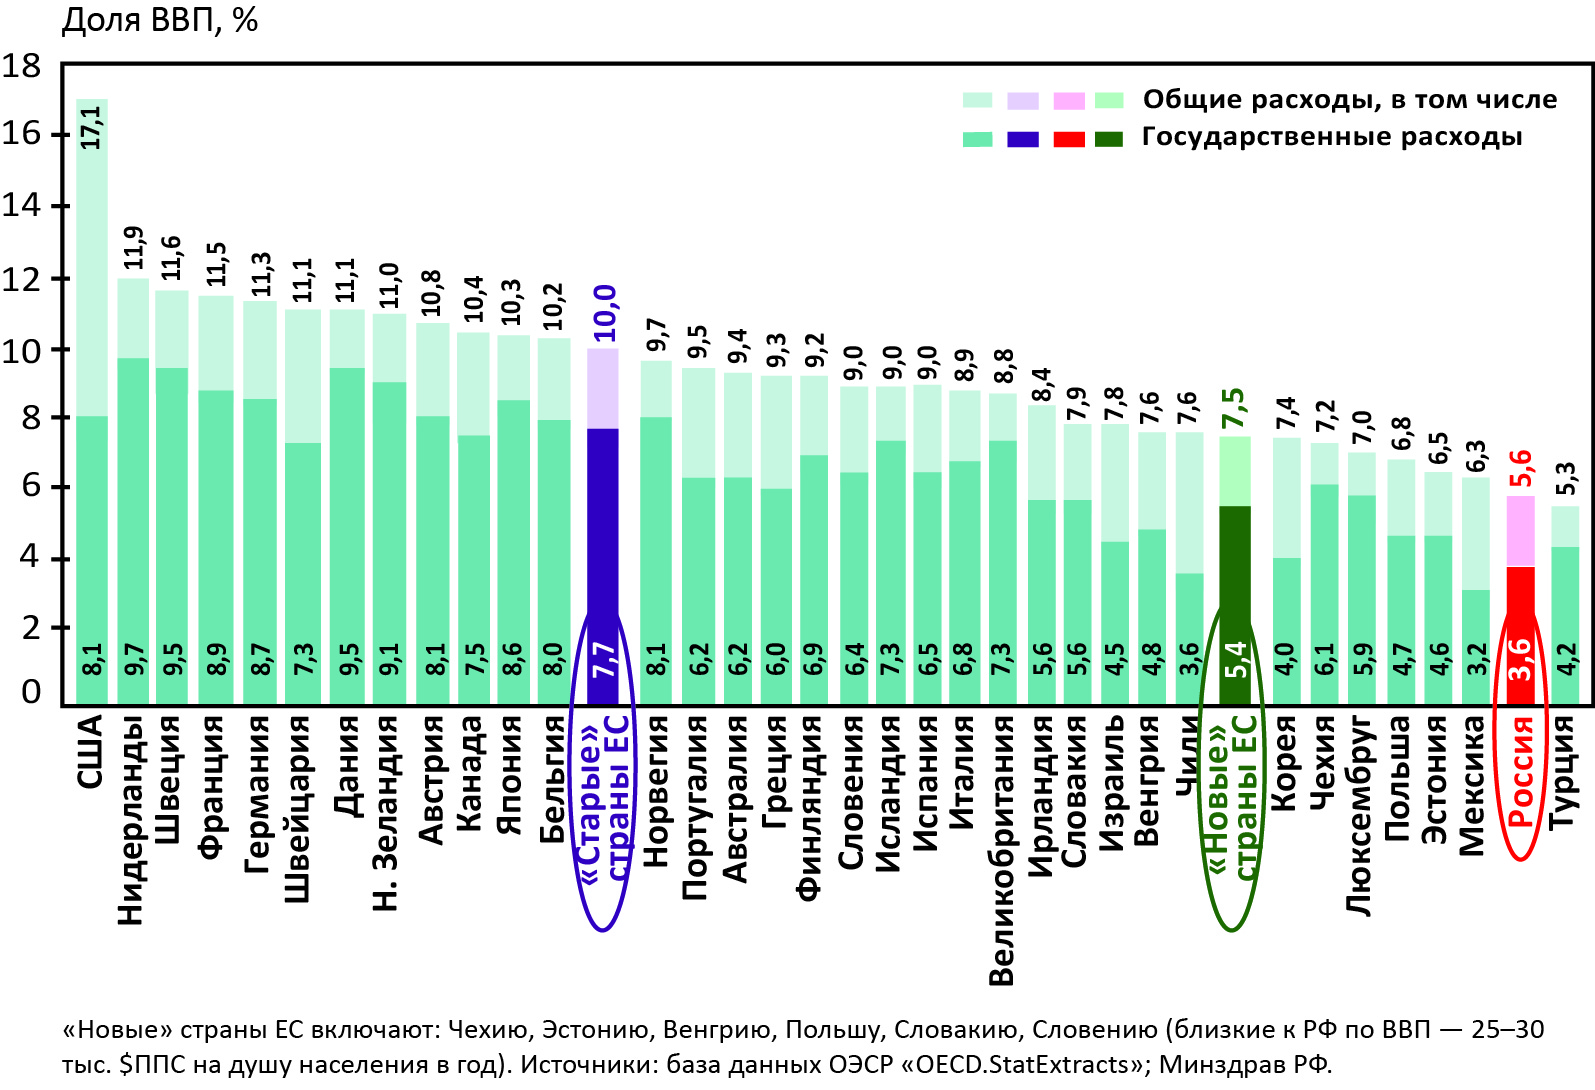 Доля ВВП, %
18
16
14
12
10
8
6
4
2
0
Общие расходы, в том числе
Государственные расходы
17,1
11,9
11,6
11,5
11,3
11,1
11,1
11,0
10,8
10,4
10,3
10,2
10,0
9,7
9,5
9,4
9,3
9,2
9,0
9,0
9,0
8,9
8,8
8,4
7,9
7,8
7,6
7,6
7,5
7,4
7,2
7,0
6,8
6,5
6,3
5,6
5,3
8,1
9,7
9,5
8,9
8,7
7,3
9,5
9,1
8,1
7,5
8,6
8,0
7,7
8,1
6,2
6,2
6,0
6,9
6,4
7,3
6,5
6,8
7,3
5,6
5,6
4,5
4,8
3,6
5,4
4,0
6,1
5,9
4,7
4,6
3,2
3,6
4,2
США
Нидерланды
Швеция
Франция
Германия
Швейцария
Дания
Н. Зеландия
Австрия
Канада
Япония
Бельгия
«Старые»
страны ЕС
Норвегия
Португалия
Австралия
Греция
Финляндия
Словения
Исландия
Испания
Италия
Великобритания
Ирландия
Словакия
Израиль
Венгрия
Чили
«Новые»
страны ЕС
Корея
Чехия
Люксембруг
Польша
Эстония
Мексика
Россия
Турция
«Новые» страны ЕС включают: Чехию, Эстонию, Венгрию, Польшу, Словакию, Словению (близкие к РФ по ВВП — 25–30
тыс. $ППС на душу населения в год). Источники: база данных ОЭСР «OECD.StatExtracts»; Минздрав РФ.